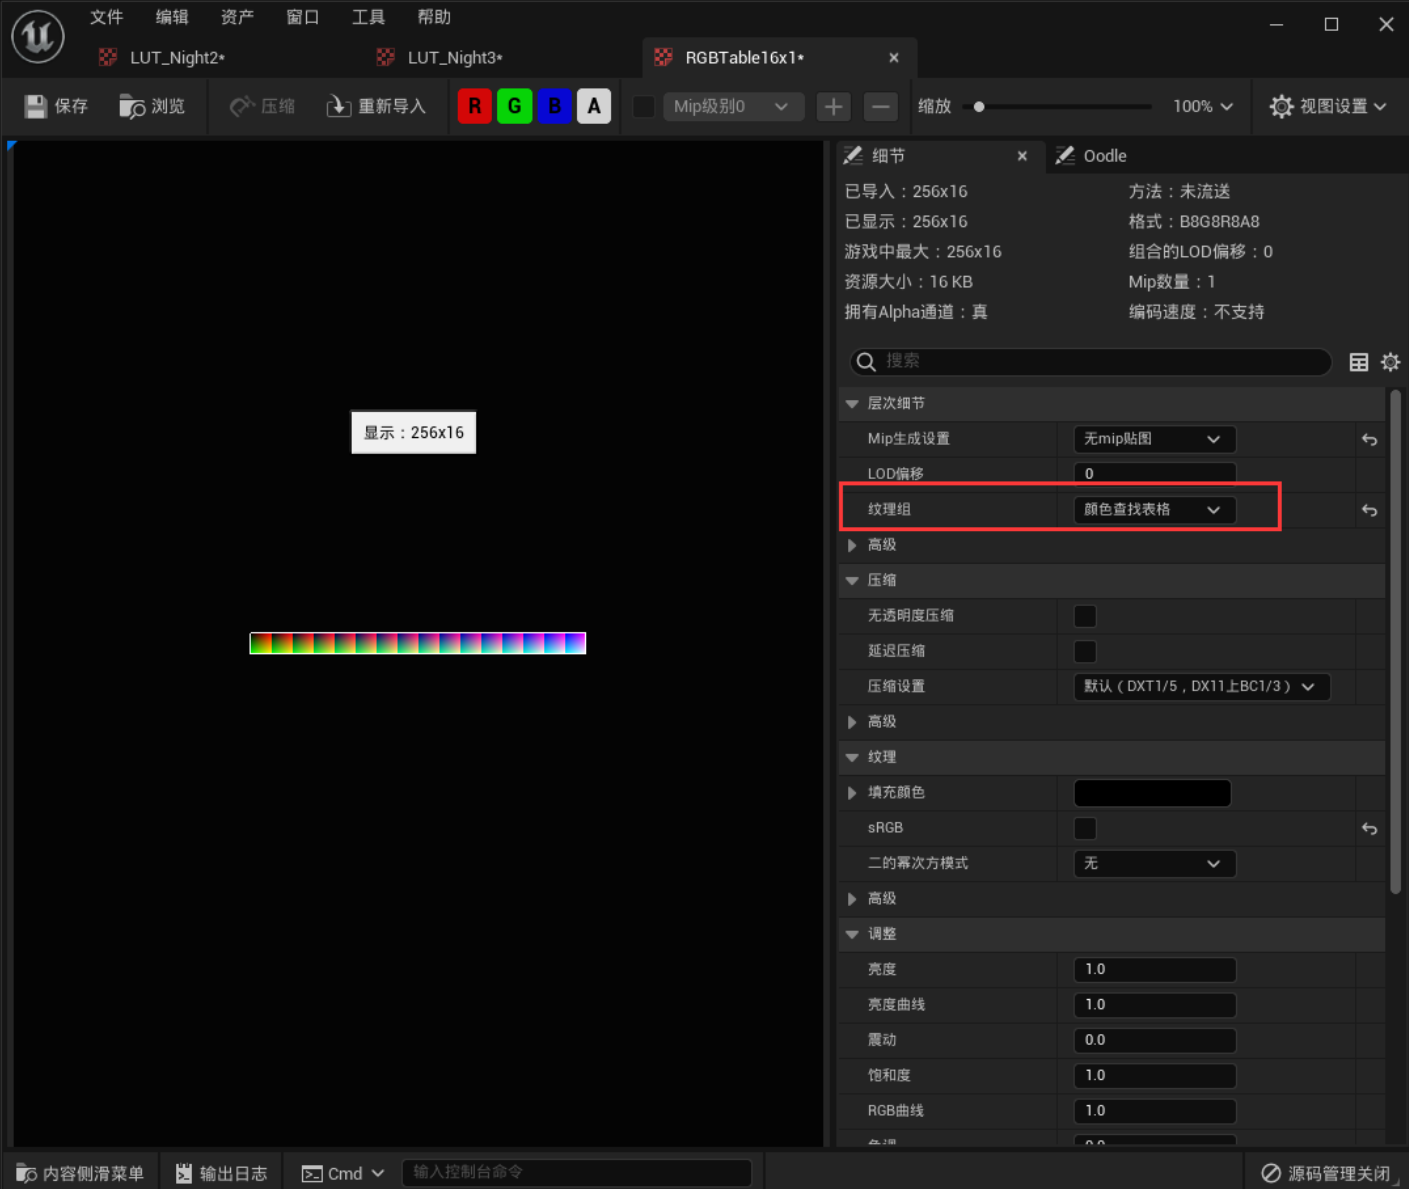 文件 编辑 资产 窗口 工具 帮助
LUT_Night2* LUT_Night3* RGBTable16x1*
保存 浏览 压缩 重新导入 R G B A Mip级别0 缩放 100% 视图设置
细节 Oodle
已导入：256x16 方法：未流送
已显示：256x16 格式：B8G8R8A8
游戏中最大：256x16 组合的LOD偏移：0
资源大小：16 KB Mip数量：1
拥有Alpha通道：真 编码速度：不支持
搜索
层次细节
Mip生成设置 无mip贴图
显示：256x16
LOD偏移 0
纹理组 颜色查找表格
高级
压缩
无透明度压缩
延迟压缩
压缩设置 默认（DXT1/5，DX11上BC1/3）
高级
纹理
填充颜色
sRGB
二的幂次方模式 无
高级
调整
亮度 1.0
亮度曲线 1.0
震动 0.0
饱和度 1.0
RGB曲线 1.0
内容侧滑菜单 输出日志 Cmd 输入控制台命令 源码管理关闭